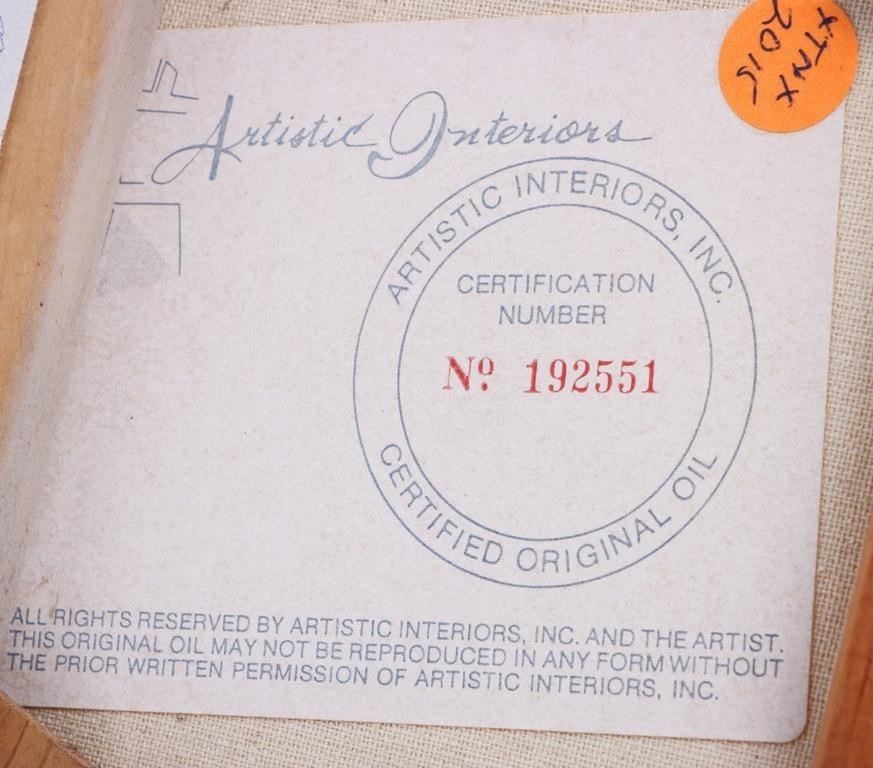 Artistic Interiors
ARTISTIC INTERIORS, INC.
CERTIFICATION
NUMBER
Nº 192551
CERTIFIED ORIGINAL OIL
ALL RIGHTS RESERVED BY ARTISTIC INTERIORS, INC. AND THE ARTIST.
THIS ORIGINAL OIL MAY NOT BE REPRODUCED IN ANY FORM WITHOUT
THE PRIOR WRITTEN PERMISSION OF ARTISTIC INTERIORS, INC.